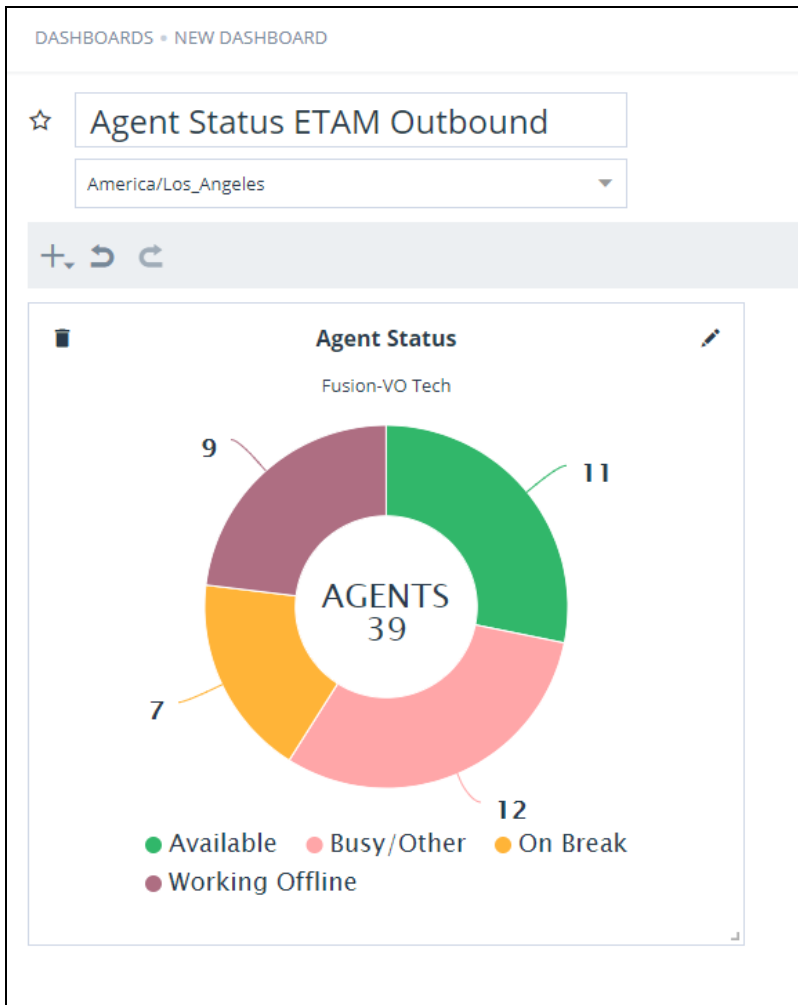 DASHBOARDS • NEW DASHBOARD
Agent Status ETAM Outbound
America/Los_Angeles
Agent Status
Fusion-VO Tech
9
11
AGENTS
39
7
12
Available Busy/Other On Break
Working Offline